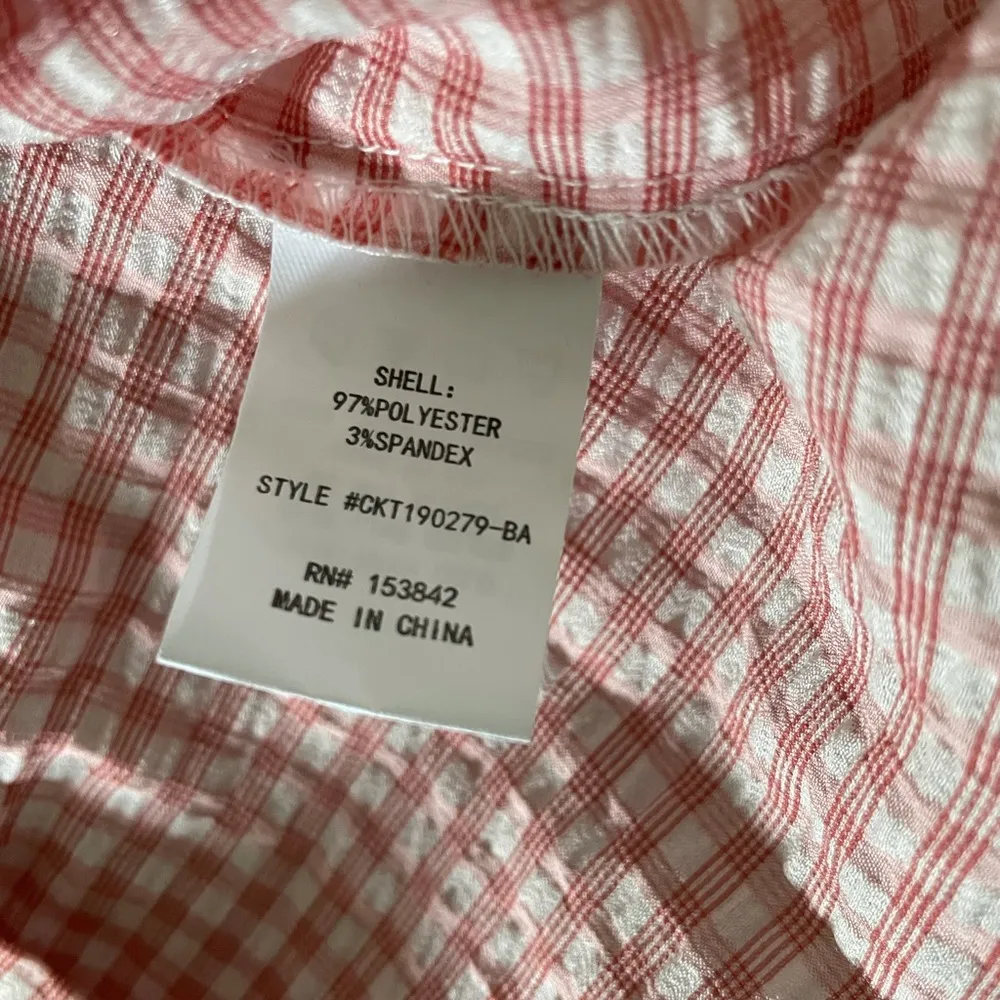 SHELL:
97%POLYESTER
3%SPANDEX
STYLE #CKT190279-BA
RN# 153842
MADE IN CHINA